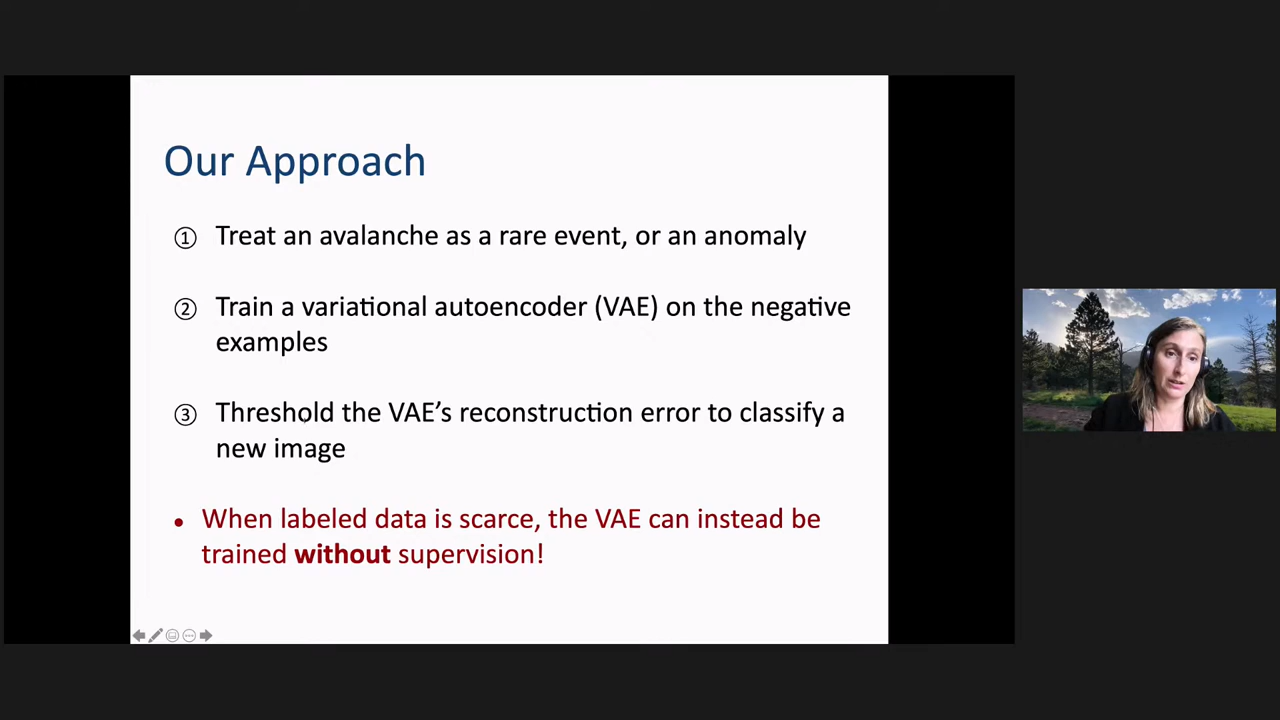 Our Approach
① Treat an avalanche as a rare event, or an anomaly
② Train a variational autoencoder (VAE) on the negative
examples
③ Threshold the VAE’s reconstruction error to classify a
new image
• When labeled data is scarce, the VAE can instead be
trained without supervision!